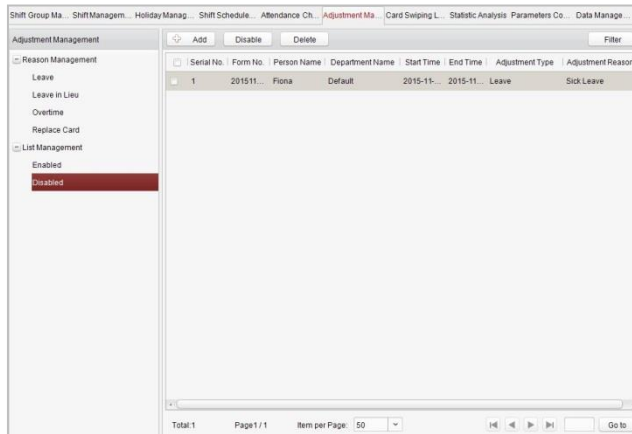 Shift Group Ma... Shift Managem... Holiday Manag... Shift Schedule... Attendance Ch... Adjustment Ma... Card Swiping L... Statistic Analysis Parameters Co... Data Manage...
Adjustment Management
Add Disable Delete Filter
Reason Management
Leave
Leave in Lieu
Overtime
Replace Card
List Management
Enabled
Disabled
Serial No. Form No. Person Name Department Name Start Time End Time Adjustment Type Adjustment Reason
1 201511... Fiona Default 2015-11-... 2015-11... Leave Sick Leave
Total:1 Page1 / 1 Item per Page: 50 Go to